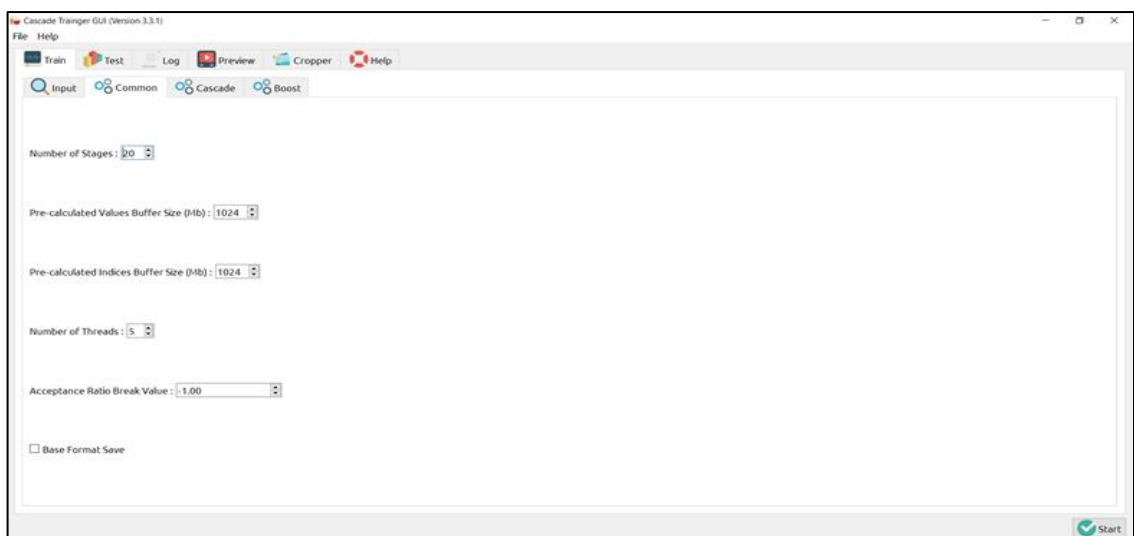 Cascade Trainger GUI (Version 3.3.1)
File Help
Train Test Log Preview Cropper Help
Input Common Cascade Boost
Number of Stages : 20
Pre-calculated Values Buffer Size (Mb) : 1024
Pre-calculated Indices Buffer Size (Mb) : 1024
Number of Threads : 5
Acceptance Ratio Break Value : -1.00
Base Format Save
Start